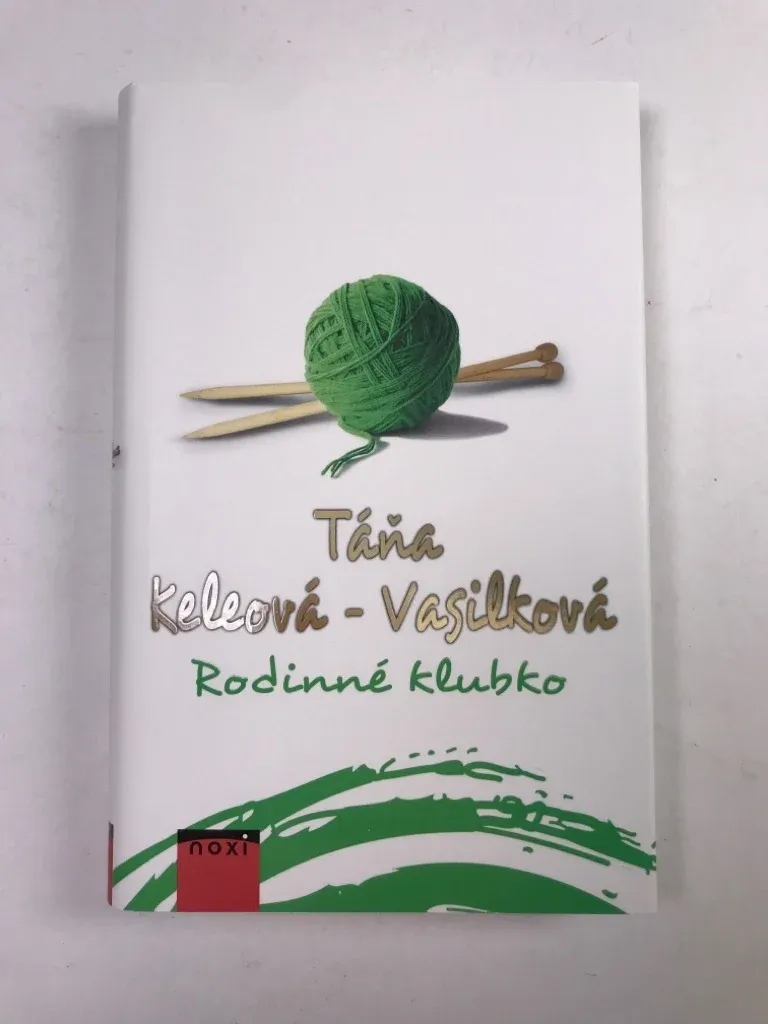 Táňa
Keleová - Vasilková
Rodinné klubko
noxi